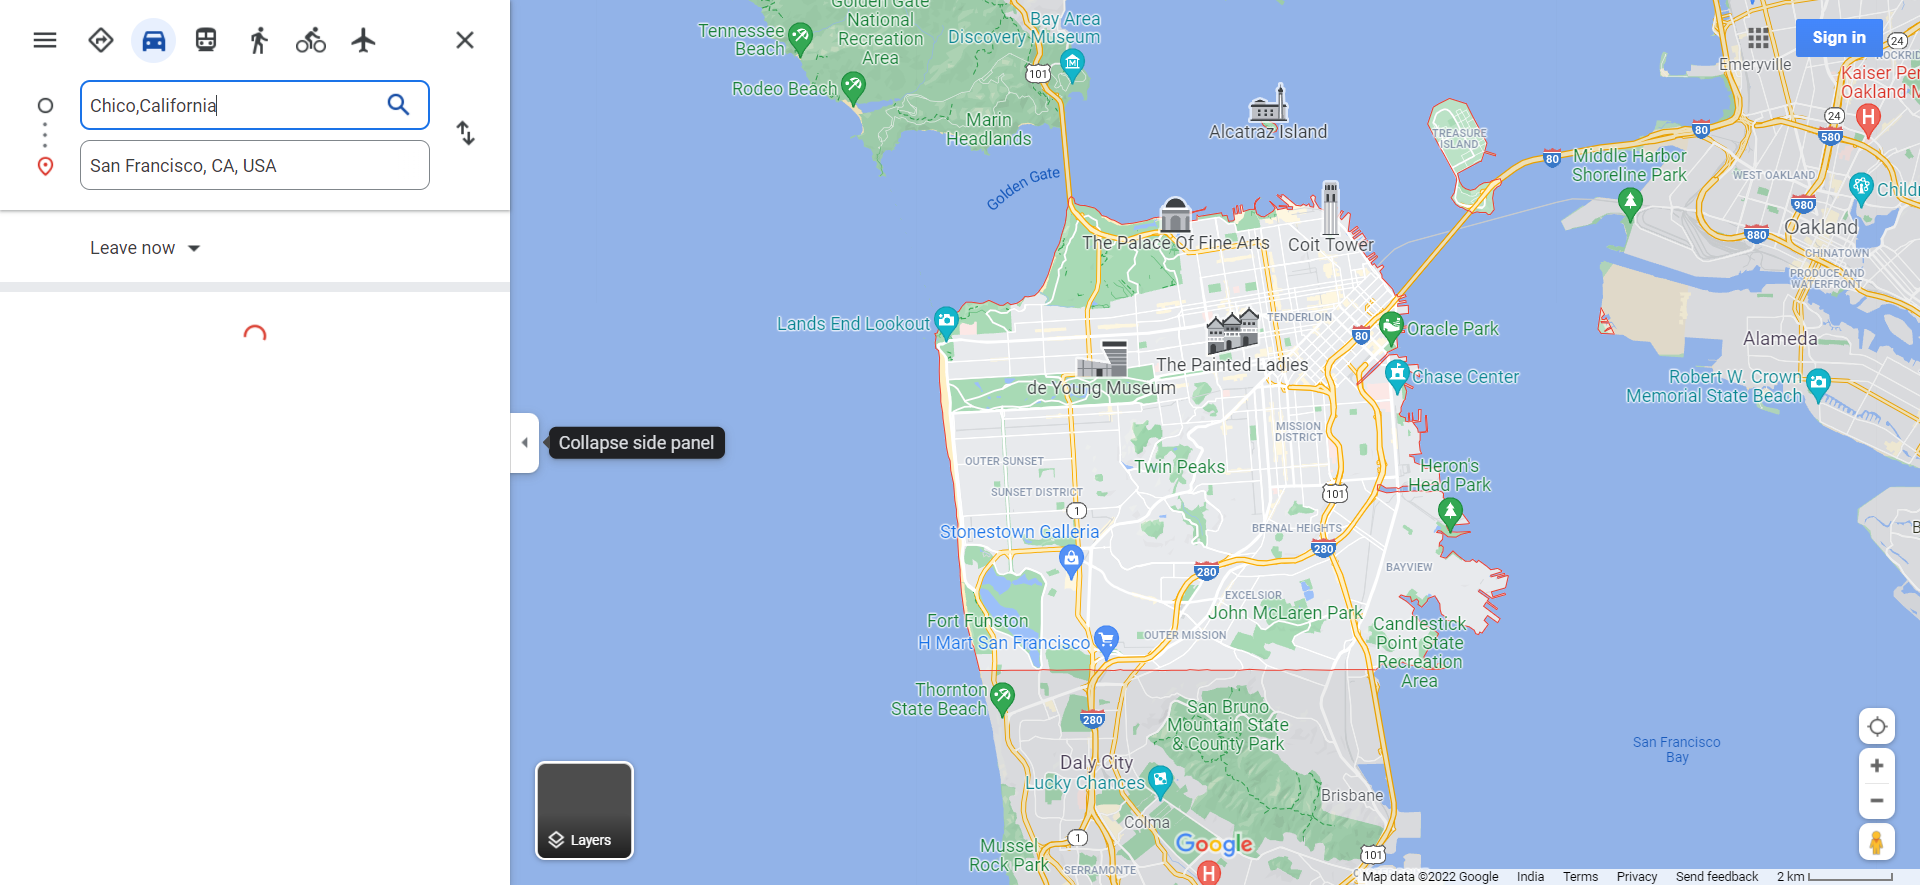 Chico,California
San Francisco, CA, USA
Leave now
Collapse side panel
Layers
Sign in
Golden Gate
National
Recreation
Area
Tennessee
Beach
Rodeo Beach
Bay Area
Discovery Museum
101
Marin
Headlands
Golden Gate
Alcatraz Island
TREASURE
ISLAND
Emeryville
24
Kaiser Per
Oakland M
H
24
580
80
80
Middle Harbor
Shoreline Park
WEST OAKLAND
Childr
980
880
Oakland
CHINATOWN
PRODUCE AND
WATERFRONT
The Palace Of Fine Arts
Coit Tower
Lands End Lookout
TENDERLOIN
80
Oracle Park
The Painted Ladies
de Young Museum
Chase Center
Alameda
Robert W. Crown
Memorial State Beach
MISSION
DISTRICT
OUTER SUNSET
Twin Peaks
SUNSET DISTRICT
101
Heron's
Head Park
1
Stonestown Galleria
BERNAL HEIGHTS
280
280
BAYVIEW
EXCELSIOR
John McLaren Park
Fort Funston
H Mart San Francisco
OUTER MISSION
Candlestick
Point State
Recreation
Area
Thornton
State Beach
280
San Bruno
Mountain State
& County Park
San Francisco
Bay
Daly City
Lucky Chances
Brisbane
Colma
1
Google
Mussel
Rock Park
SERRAMONTE
H
101
Map data ©2022 Google
India
Terms
Privacy
Send feedback
2 km